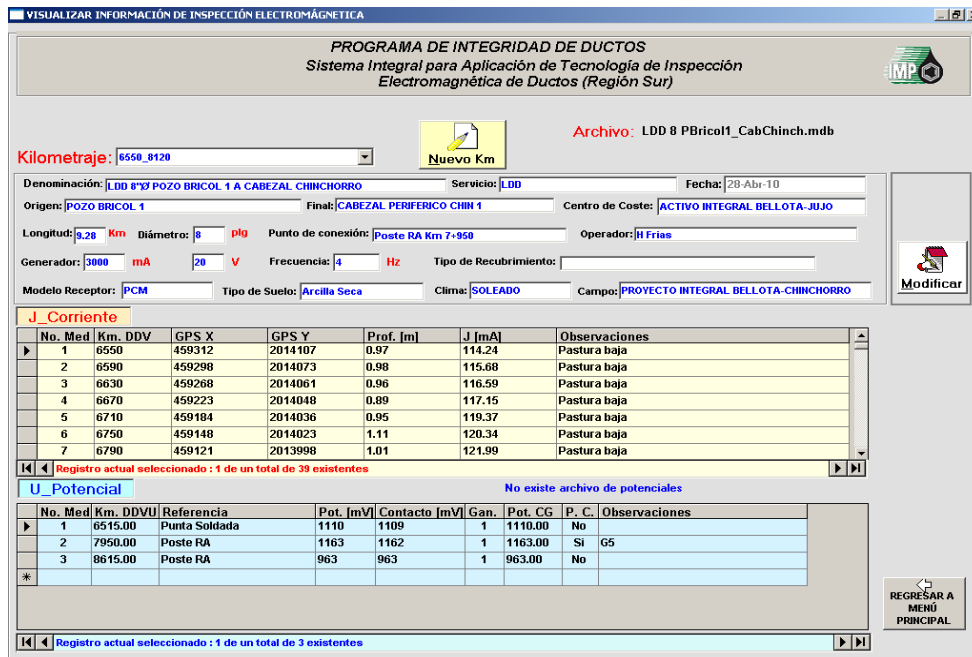 VISUALIZAR INFORMACIÓN DE INSPECCIÓN ELECTROMÁGNETICA
PROGRAMA DE INTEGRIDAD DE DUCTOS
Sistema Integral para Aplicación de Tecnología de Inspección
Electromagnética de Ductos (Región Sur)
IMP
Archivo: LDD 8 PBricol1_CabChinch.mdb
Kilometraje: 6550_8120
Nuevo Km
Denominación: LDD 8"Ø POZO BRICOL 1 A CABEZAL CHINCHORRO Servicio: LDD Fecha: 28-Abr-10
Origen: POZO BRICOL 1 Final: CABEZAL PERIFERICO CHIN 1 Centro de Coste: ACTIVO INTEGRAL BELLOTA-JUJO
Longitud: 9.28 Km Diámetro: 8 plg Punto de conexión: Poste RA Km 7+950 Operador: H Frias
Generador: 3000 mA 20 V Frecuencia: 4 Hz Tipo de Recubrimiento:
Modelo Receptor: PCM Tipo de Suelo: Arcilla Seca Clima: SOLEADO Campo: PROYECTO INTEGRAL BELLOTA-CHINCHORRO
Modificar
J_Corriente
No. Med Km. DDV GPS X GPS Y Prof. [m] J [mA] Observaciones
1 6550 459312 2014107 0.97 114.24 Pastura baja
2 6590 459298 2014073 0.98 115.68 Pastura baja
3 6630 459268 2014061 0.96 116.59 Pastura baja
4 6670 459223 2014048 0.89 117.15 Pastura baja
5 6710 459184 2014036 0.95 119.37 Pastura baja
6 6750 459148 2014023 1.11 120.34 Pastura baja
7 6790 459121 2013998 1.01 121.99 Pastura baja
Registro actual seleccionado : 1 de un total de 39 existentes
U_Potencial
No existe archivo de potenciales
No. Med Km. DDVU Referencia Pot. [mV] Contacto [mV] Gan. Pot. CG P. C. Observaciones
1 6515.00 Punta Soldada 1110 1109 1 1110.00 No
2 7950.00 Poste RA 1163 1162 1 1163.00 Si G5
3 8615.00 Poste RA 963 963 1 963.00 No
REGRESAR A
MENÚ
PRINCIPAL
Registro actual seleccionado : 1 de un total de 3 existentes